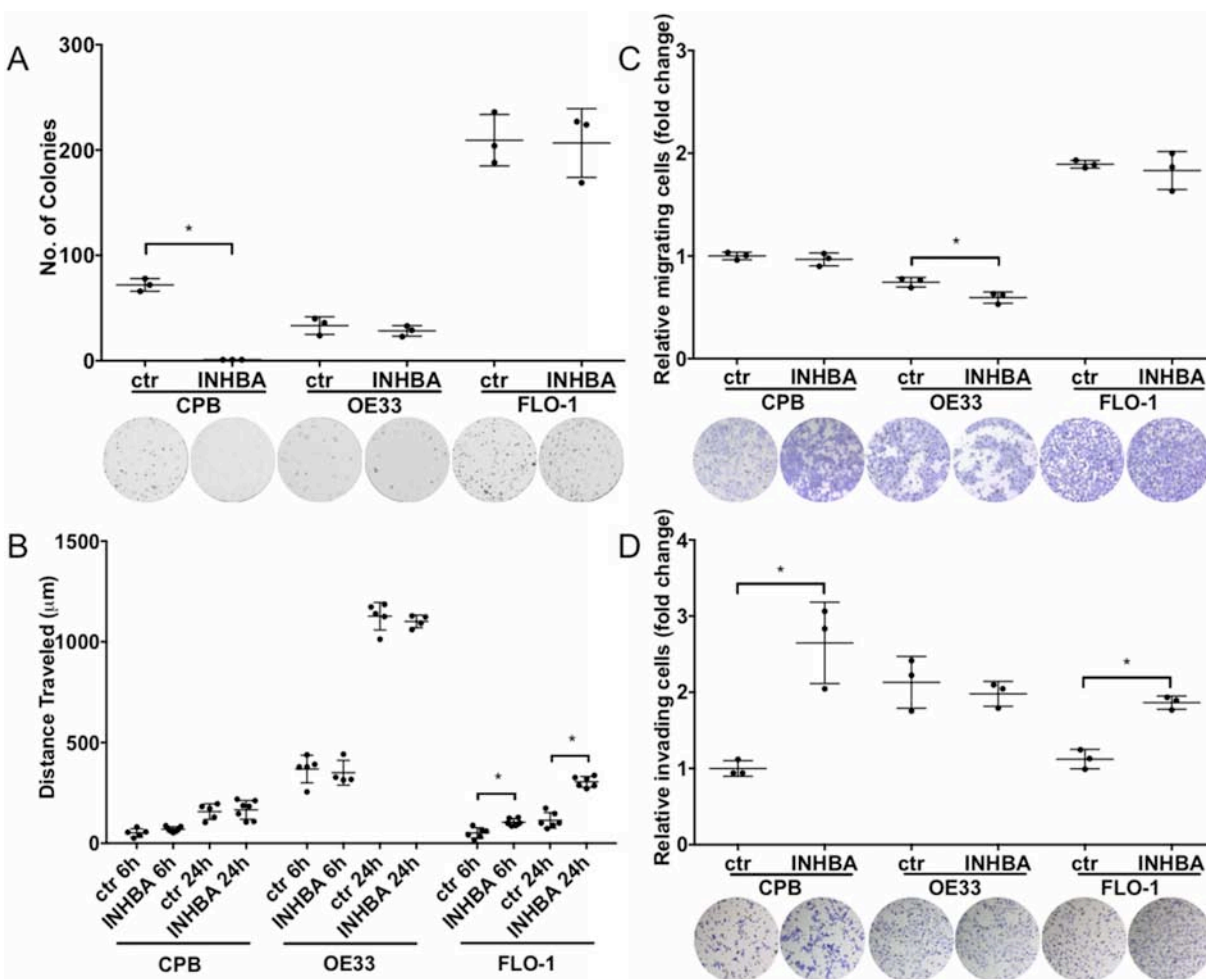 A
No. of Colonies
300
200
100
0
*
ctr INHBA ctr INHBA ctr INHBA
CPB OE33 FLO-1
B
Distance Traveled (μm)
1500
1000
500
0
*
*
ctr 6h INHBA 6h ctr 24h INHBA 24h ctr 6h INHBA 6h ctr 24h INHBA 24h ctr 6h INHBA 6h ctr 24h INHBA 24h
CPB OE33 FLO-1
C
Relative migrating cells (fold change)
3
2
1
0
*
ctr INHBA ctr INHBA ctr INHBA
CPB OE33 FLO-1
D
Relative invading cells (fold change)
4
3
2
1
0
*
*
ctr INHBA ctr INHBA ctr INHBA
CPB OE33 FLO-1